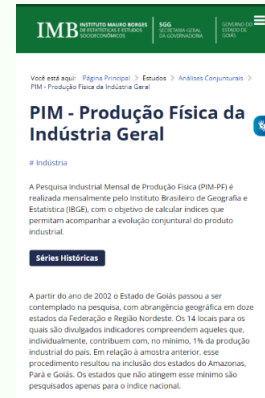 IMB INSTITUTO MAURO BORGES
DE ESTATÍSTICAS E ESTUDOS
SOCIOECONÔMICOS
SGG
SECRETARIA-GERAL
DA GOVERNADORIA
GOVERNO DO
ESTADO DE
GOIÁS
Você está aqui: Página Principal > Estudos > Análises Conjunturais >
PIM - Produção Física da Indústria Geral
PIM - Produção Física da
Indústria Geral
# Indústria
A Pesquisa Industrial Mensal de Produção Física (PIM-PF) é
realizada mensalmente pelo Instituto Brasileiro de Geografia e
Estatística (IBGE), com o objetivo de calcular índices que
permitam acompanhar a evolução conjuntural do produto
industrial.
Séries Históricas
A partir do ano de 2002 o Estado de Goiás passou a ser
contemplado na pesquisa, com abrangência geográfica em doze
estados da Federação e Região Nordeste. Os 14 locais para os
quais são divulgados indicadores compreendem aqueles que,
individualmente, contribuem com, no mínimo, 1% da produção
industrial do país. Em relação à amostra anterior, esse
procedimento resultou na inclusão dos estados do Amazonas,
Pará e Goiás. Os estados que não atingem esse mínimo são
pesquisados apenas para o índice nacional.